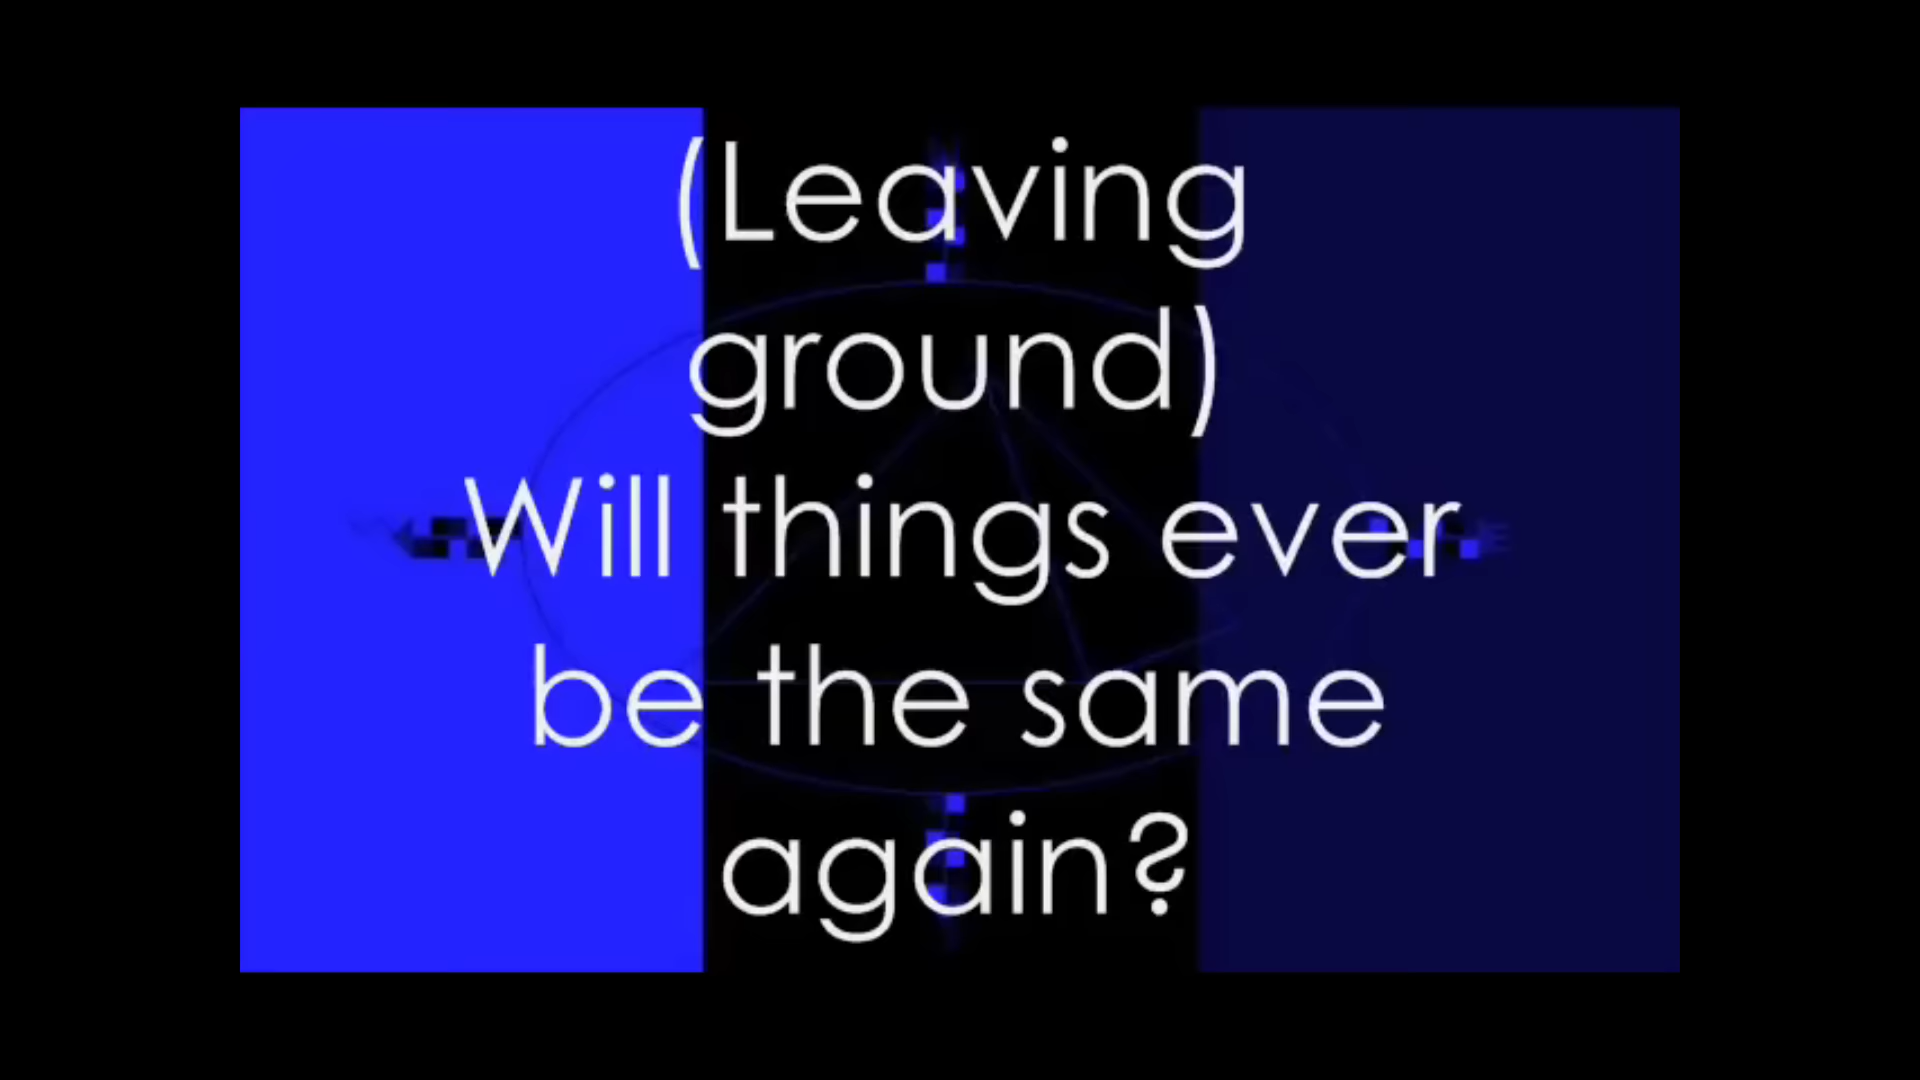 (Leaving
ground)
Will things ever
be the same
again?